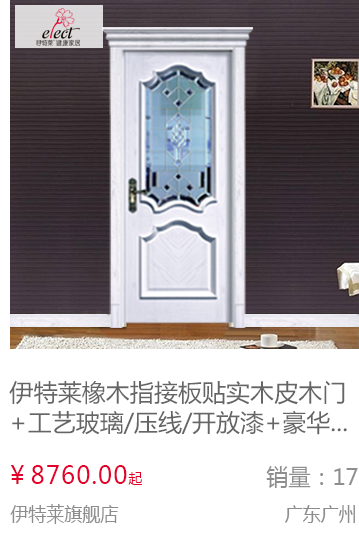 elect
伊特莱 健康家居
伊特莱橡木指接板贴实木皮木门
+工艺玻璃/压线/开放漆+豪华...
¥ 8760.00起
销量：17
伊特莱旗舰店
广东广州